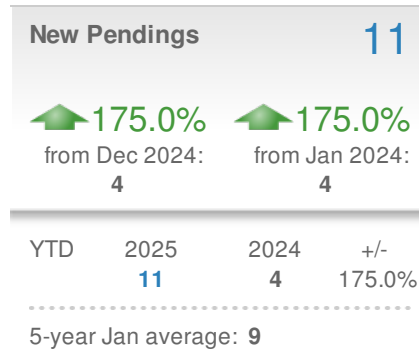 New Pendings 11
175.0% 175.0%
from Dec 2024: from Jan 2024:
4 4
YTD 2025 2024 +/-
11 4 175.0%
5-year Jan average: 9